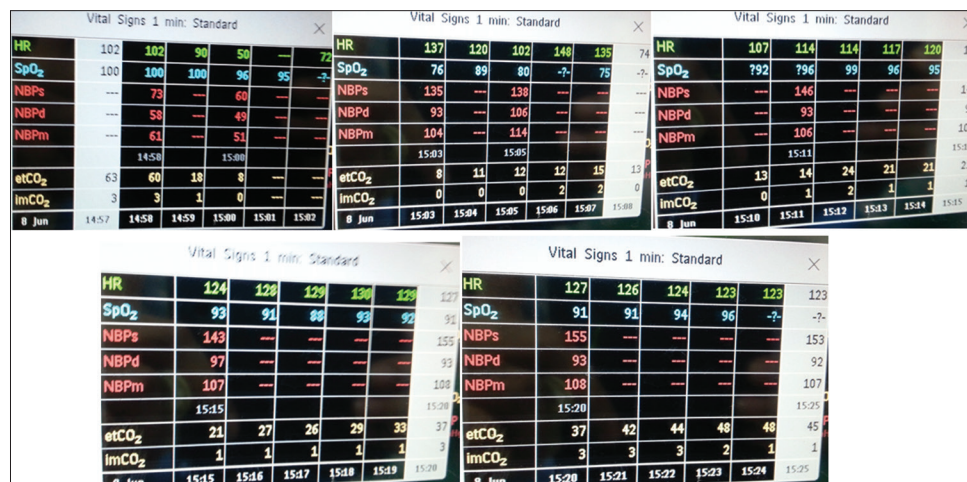 Vital Signs 1 min: Standard
HR 102 102 90 50 --- 72
SpO₂ 100 100 100 96 95 -?-
NBPs --- 73 --- 60 --- ---
NBPd --- 58 --- 49 --- ---
NBPm --- 61 --- 51 --- ---
14:58 15:00
etCO₂ 63 60 18 8 --- ---
imCO₂ 3 3 1 0 --- ---
8 Jun 14:57 14:58 14:59 15:00 15:01 15:02
Vital Signs 1 min: Standard
HR 137 120 102 148 135 74
SpO₂ 76 89 80 -?- 75 -?-
NBPs 135 --- 138 --- --- ---
NBPd 93 --- 106 --- --- ---
NBPm 104 --- 114 --- --- ---
15:03 15:05
etCO₂ 8 11 12 12 15 13
imCO₂ 0 0 0 2 2 0
8 Jun 15:03 15:04 15:05 15:06 15:07 15:08
Vital Signs 1 min: Standard
HR 107 114 114 117 120
SpO₂ ?92 ?96 99 96 95
NBPs --- 146 --- --- ---
NBPd --- 93 --- --- ---
NBPm --- 106 --- --- ---
15:11
etCO₂ 13 14 24 21 21
imCO₂ 0 1 2 1 1
8 Jun 15:10 15:11 15:12 15:13 15:14 15:15
Vital Signs 1 min: Standard
HR 124 128 129 130 129 127
SpO₂ 93 91 88 93 92 91
NBPs 143 --- --- --- --- 155
NBPd 97 --- --- --- --- 93
NBPm 107 --- --- --- --- 108
15:15 15:20
etCO₂ 21 27 26 29 33 37
imCO₂ 1 1 1 1 1 3
8 Jun 15:15 15:16 15:17 15:18 15:19 15:20
Vital Signs 1 min: Standard
HR 127 126 124 123 123 123
SpO₂ 91 91 94 96 -?- -?-
NBPs 155 --- --- --- --- 153
NBPd 93 --- --- --- --- 92
NBPm 108 --- --- --- --- 107
15:20 15:25
etCO₂ 37 42 44 48 48 45
imCO₂ 3 3 3 2 1 1
8 Jun 15:20 15:21 15:22 15:23 15:24 15:25